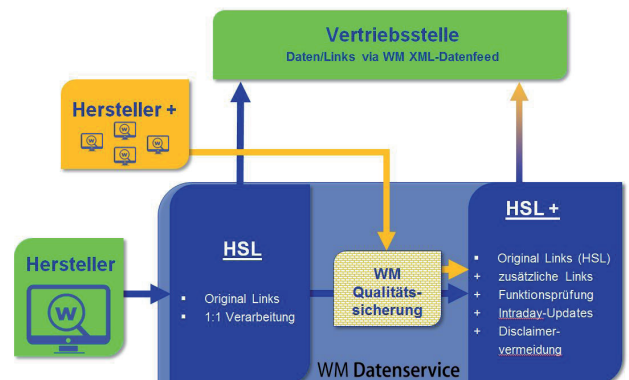 Vertriebsstelle
Daten/Links via WM XML-Datenfeed
Hersteller +
W
W
W
W
HSL
▪ Original Links
▪ 1:1 Verarbeitung
Hersteller
W
WM
Qualitäts-
sicherung
HSL +
▪ Original Links (HSL)
+ zusätzliche Links
+ Funktionsprüfung
+ Intraday-Updates
+ Disclaimer-
vermeidung
WM Datenservice